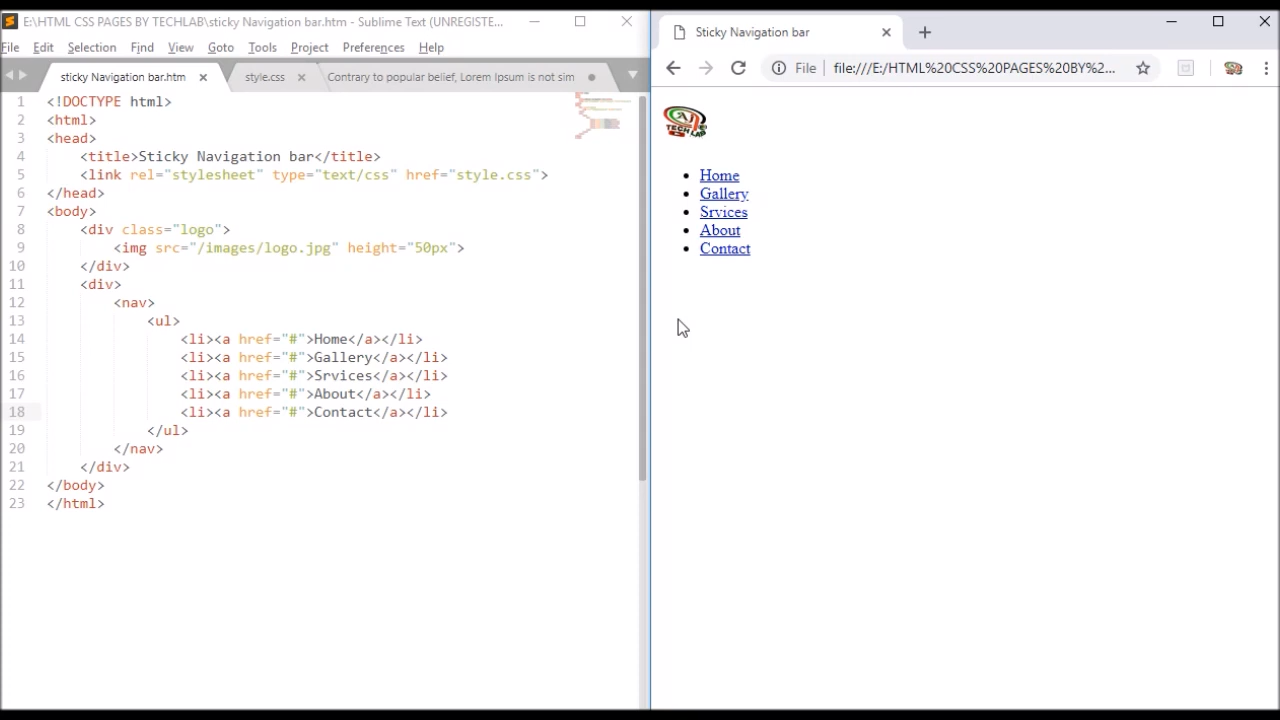 E:\HTML CSS PAGES BY TECHLAB\sticky Navigation bar.htm - Sublime Text (UNREGISTE...
File Edit Selection Find View Goto Tools Project Preferences Help
sticky Navigation bar.htm
style.css
Contrary to popular belief, Lorem Ipsum is not sim
1 <!DOCTYPE html>
2 <html>
3 <head>
4 <title>Sticky Navigation bar</title>
5 <link rel="stylesheet" type="text/css" href="style.css">
6 </head>
7 <body>
8 <div class="logo">
9 <img src="/images/logo.jpg" height="50px">
10 </div>
11 <div>
12 <nav>
13 <ul>
14 <li><a href="#">Home</a></li>
15 <li><a href="#">Gallery</a></li>
16 <li><a href="#">Srvices</a></li>
17 <li><a href="#">About</a></li>
18 <li><a href="#">Contact</a></li>
19 </ul>
20 </nav>
21 </div>
22 </body>
23 </html>
Sticky Navigation bar
File file:///E:/HTML%20CSS%20PAGES%20BY%2...
TECH LAB
Home
Gallery
Srvices
About
Contact